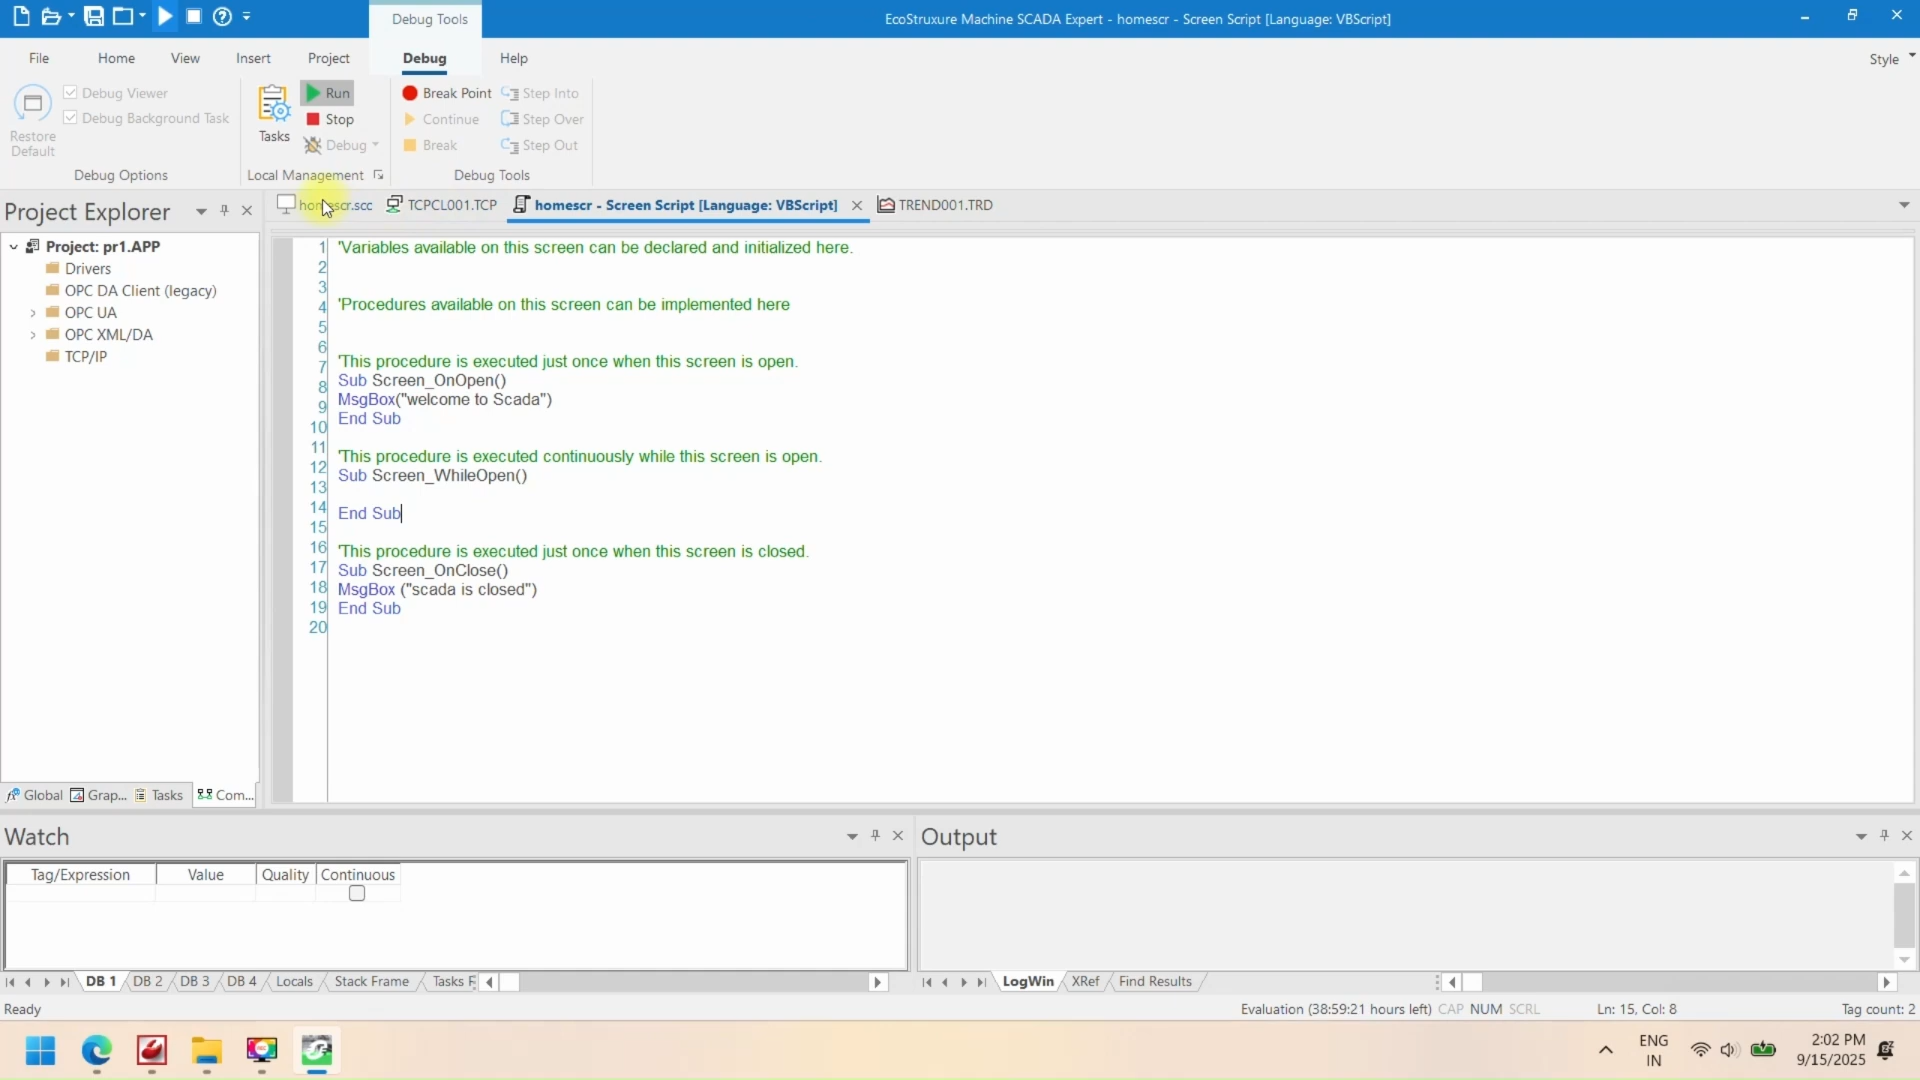 Debug Tools
EcoStruxure Machine SCADA Expert - homescr - Screen Script [Language: VBScript]
File Home View Insert Project Debug Help
Style
Restore Default
Debug Viewer
Debug Background Task
Debug Options
Tasks
Run
Stop
Debug
Local Management
Break Point
Continue
Break
Step Into
Step Over
Step Out
Debug Tools
Project Explorer
homescr.scc TCPCL001.TCP homescr - Screen Script [Language: VBScript] TREND001.TRD
Project: pr1.APP
Drivers
OPC DA Client (legacy)
OPC UA
OPC XML/DA
TCP/IP
Global Grap... Tasks Com...
1
2
3
4
5
6
7
8
9
10
11
12
13
14
15
16
17
18
19
20
'Variables available on this screen can be declared and initialized here.
'Procedures available on this screen can be implemented here
'This procedure is executed just once when this screen is open.
Sub Screen_OnOpen()
MsgBox("welcome to Scada")
End Sub
'This procedure is executed continuously while this screen is open.
Sub Screen_WhileOpen()
End Sub
'This procedure is executed just once when this screen is closed.
Sub Screen_OnClose()
MsgBox ("scada is closed")
End Sub
Watch
Tag/Expression Value Quality Continuous
DB 1 DB 2 DB 3 DB 4 Locals Stack Frame Tasks F
Output
LogWin XRef Find Results
Ready
Evaluation (38:59:21 hours left) CAP NUM SCRL Ln: 15, Col: 8 Tag count: 2
ENG
IN
2:02 PM
9/15/2025